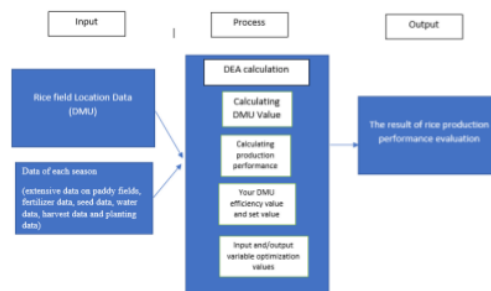 Input
Process
Output
Rice field Location Data
(DMU)
Data of each season
(extensive data on paddy fields,
fertilizer data, seed data, water
data, harvest data and planting
data)
DEA calculation
Calculating
DMU Value
Calculating
production
performance
Your DMU
efficiency value
and set value
Input and/output
variable optimization
values
The result of rice production
performance evaluation